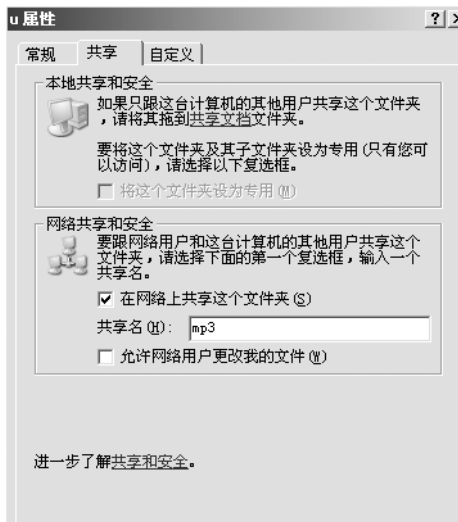 u 属性
常规 共享 自定义
本地共享和安全
如果只跟这台计算机的其他用户共享这个文件夹
，请将其拖到共享文档文件夹。
要将这个文件夹及其子文件夹设为专用(只有您可
以访问)，请选择以下复选框。
将这个文件夹设为专用(M)
网络共享和安全
要跟网络用户和这台计算机的其他用户共享这个
文件夹，请选择下面的第一个复选框，输入一个
共享名。
在网络上共享这个文件夹(S)
共享名(H): mp3
允许网络用户更改我的文件(W)
进一步了解共享和安全。